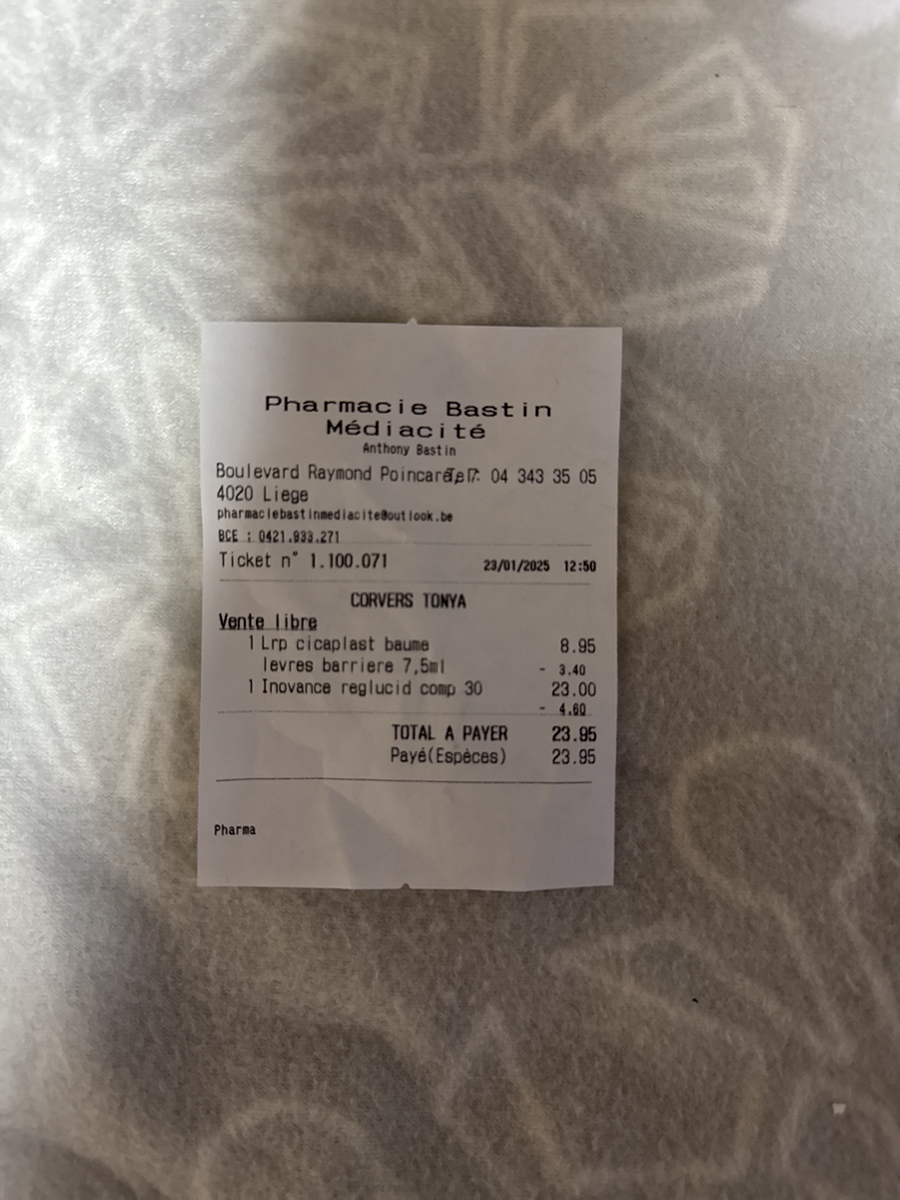 Pharmacie Bastin
Médiacité
Anthony Bastin
Boulevard Raymond Poincaré 04 343 35 05
4020 Liege
pharmaciebastinmediacite@outlook.be
BCE : 0421.933.271
Ticket n° 1.100.071 23/01/2025 12:50
CORVERS TONYA
Vente libre
1 Lrp cicaplast baume 8.95
levres barriere 7,5ml - 3.40
1 Inovance reglucid comp 30 23.00
- 4.60
TOTAL A PAYER 23.95
Payé(Espèces) 23.95
Pharma